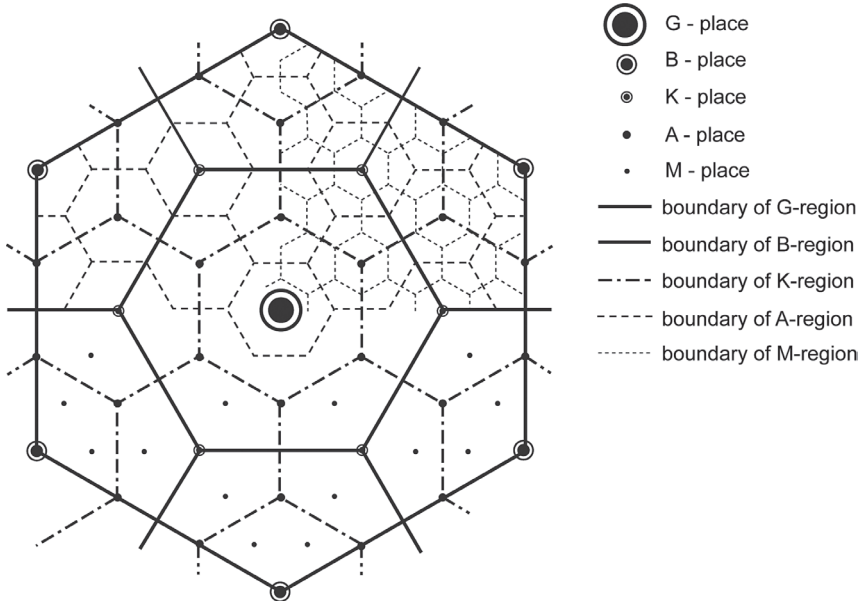 G - place
B - place
K - place
A - place
M - place
boundary of G-region
boundary of B-region
boundary of K-region
boundary of A-region
boundary of M-region